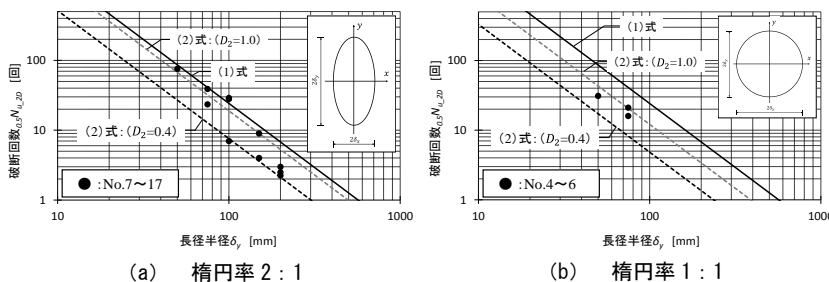 破断回数₀.₅Nᵤ_₂D [回]
100
10
1
10
100
1000
長径半径δy [mm]
(2)式:(D₂=1.0)
(1)式
(2)式:(D₂=0.4)
●:No.7~17
y
x
2δy
2δx
(a) 楕円率 2:1
破断回数₀.₅Nᵤ_₂D [回]
100
10
1
10
100
1000
長径半径δy [mm]
(1)式
(2)式:(D₂=1.0)
(2)式:(D₂=0.4)
●:No.4~6
y
x
(b) 楕円率 1:1